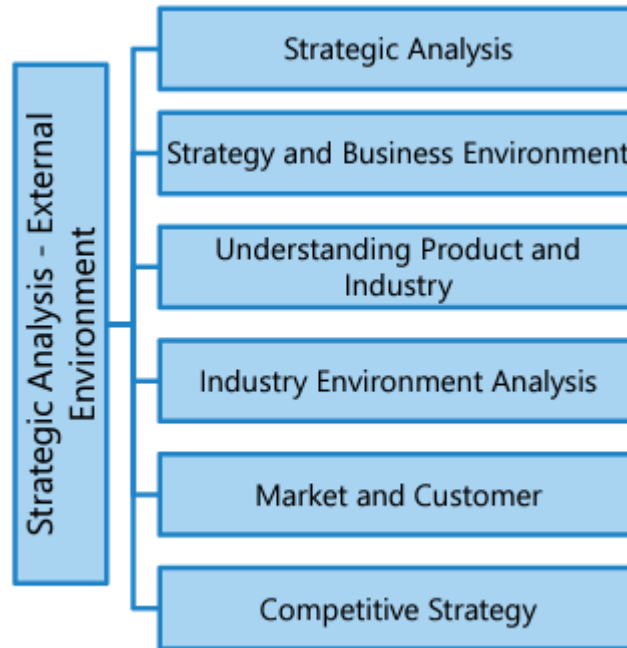 Strategic Analysis - External
Environment
Strategic Analysis
Strategy and Business Environment
Understanding Product and
Industry
Industry Environment Analysis
Market and Customer
Competitive Strategy